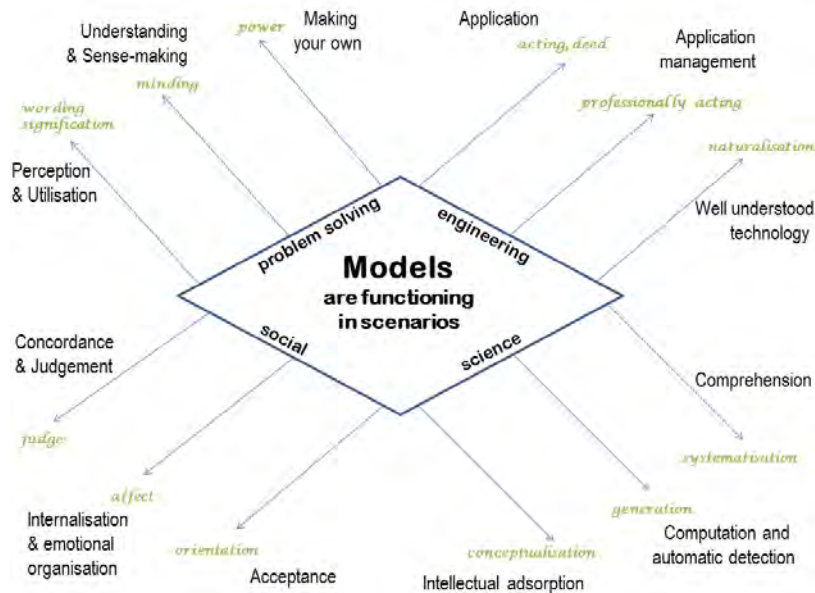 Making
your own
power
Application
acting, deed
Understanding
& Sense-making
minding
Application
management
professionally acting
wording
signification
Perception
& Utilisation
naturalisation
Well understood
technology
problem solving
engineering
Models
are functioning
in scenarios
social
science
Concordance
& Judgement
judge
Comprehension
systematisation
affect
Internalisation
& emotional
organisation
orientation
Acceptance
conceptualisation
Intellectual adsorption
generation
Computation and
automatic detection